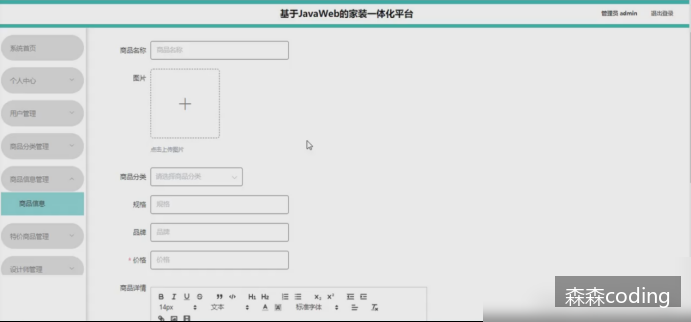 基于JavaWeb的家装一体化平台
管理员 admin
退出登录
系统首页
个人中心
用户管理
商品分类管理
商品信息管理
商品信息
特价商品管理
设计师管理
商品名称
商品名称
图片
点击上传图片
商品分类
请选择商品分类
规格
规格
品牌
品牌
* 价格
价格
商品详情
B I U S ” </> H1 H2 X₂ X²
14px 文本 A 标准字体 Tx
森森coding